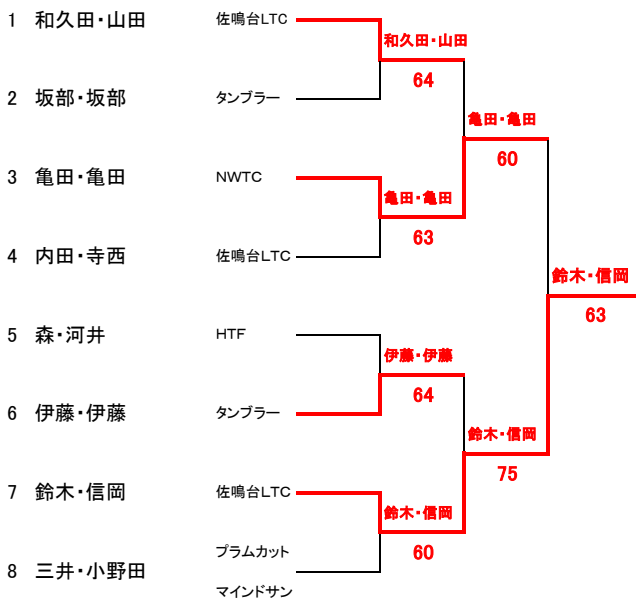 1 和久田・山田 佐鳴台LTC
和久田・山田
64
2 坂部・坂部 タンブラー
亀田・亀田
60
3 亀田・亀田 NWTC
亀田・亀田
63
4 内田・寺西 佐鳴台LTC
鈴木・信岡
63
5 森・河井 HTF
伊藤・伊藤
64
6 伊藤・伊藤 タンブラー
鈴木・信岡
75
7 鈴木・信岡 佐鳴台LTC
鈴木・信岡
60
8 三井・小野田 プラムカット
マインドサン